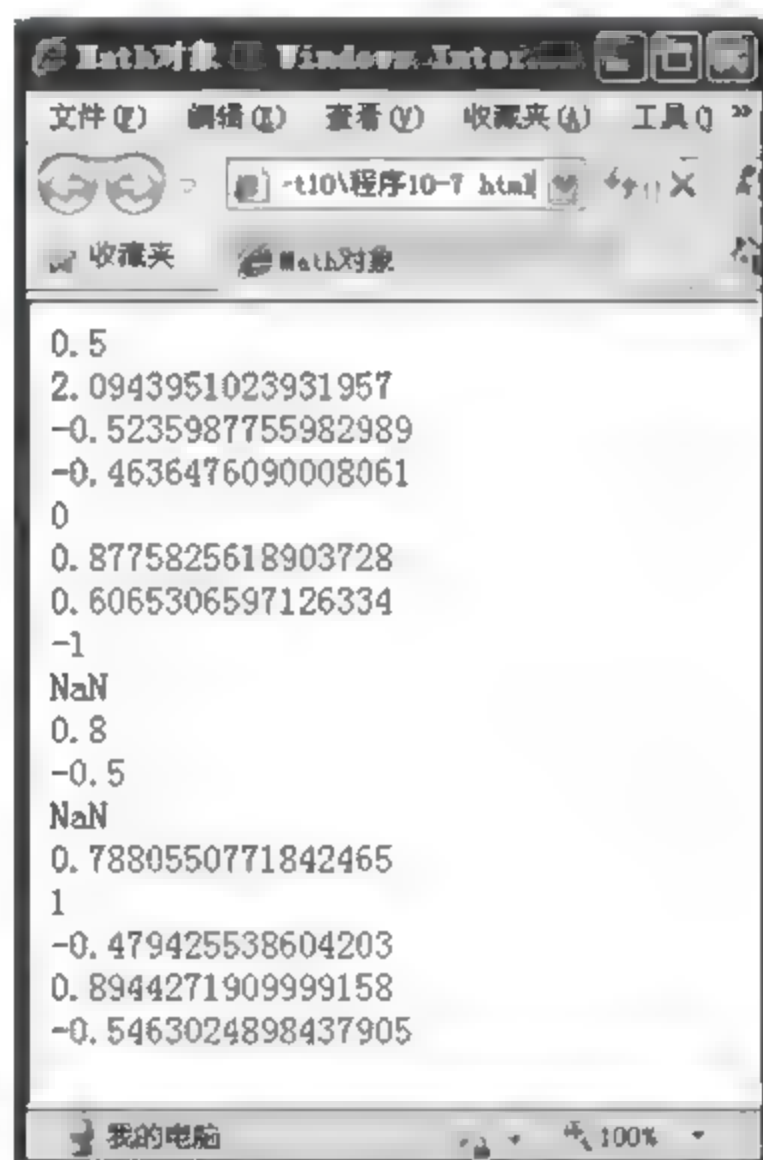 Math对象 Windows Inter
文件(F) 编辑(E) 查看(V) 收藏夹(A) 工具(
-t10\程序10-7 html
收藏夹 Math对象
0.5
2.0943951023931957
-0.5235987755982989
-0.4636476090008061
0
0.8775825618903728
0.6065306597126334
-1
NaN
0.8
-0.5
NaN
0.7880550771842465
1
-0.479425538604203
0.8944271909999158
-0.5463024898437905
我的电脑 100%